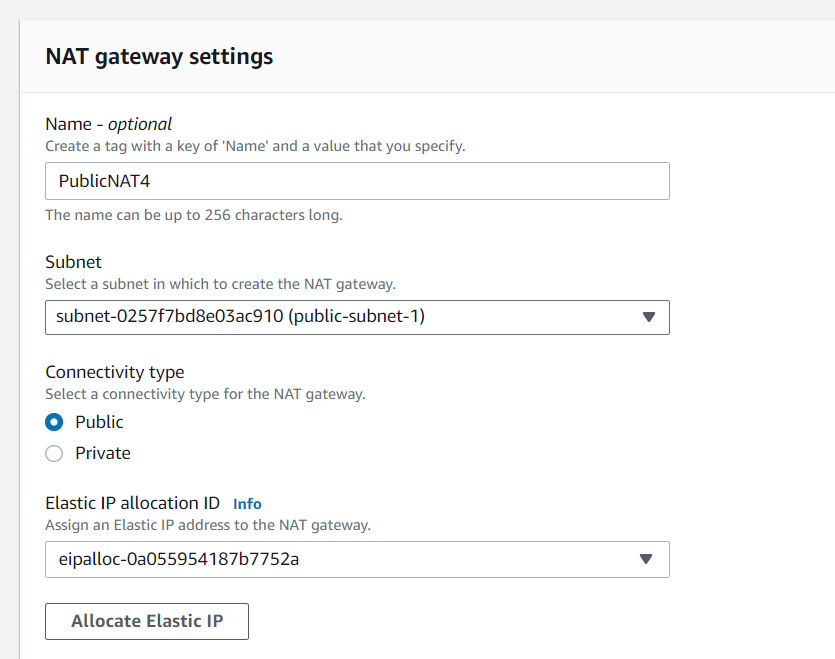 NAT gateway settings
Name - optional
Create a tag with a key of 'Name' and a value that you specify.
PublicNAT4
The name can be up to 256 characters long.
Subnet
Select a subnet in which to create the NAT gateway.
subnet-0257f7bd8e03ac910 (public-subnet-1)
Connectivity type
Select a connectivity type for the NAT gateway.
Public
Private
Elastic IP allocation ID Info
Assign an Elastic IP address to the NAT gateway.
eipalloc-0a055954187b7752a
Allocate Elastic IP